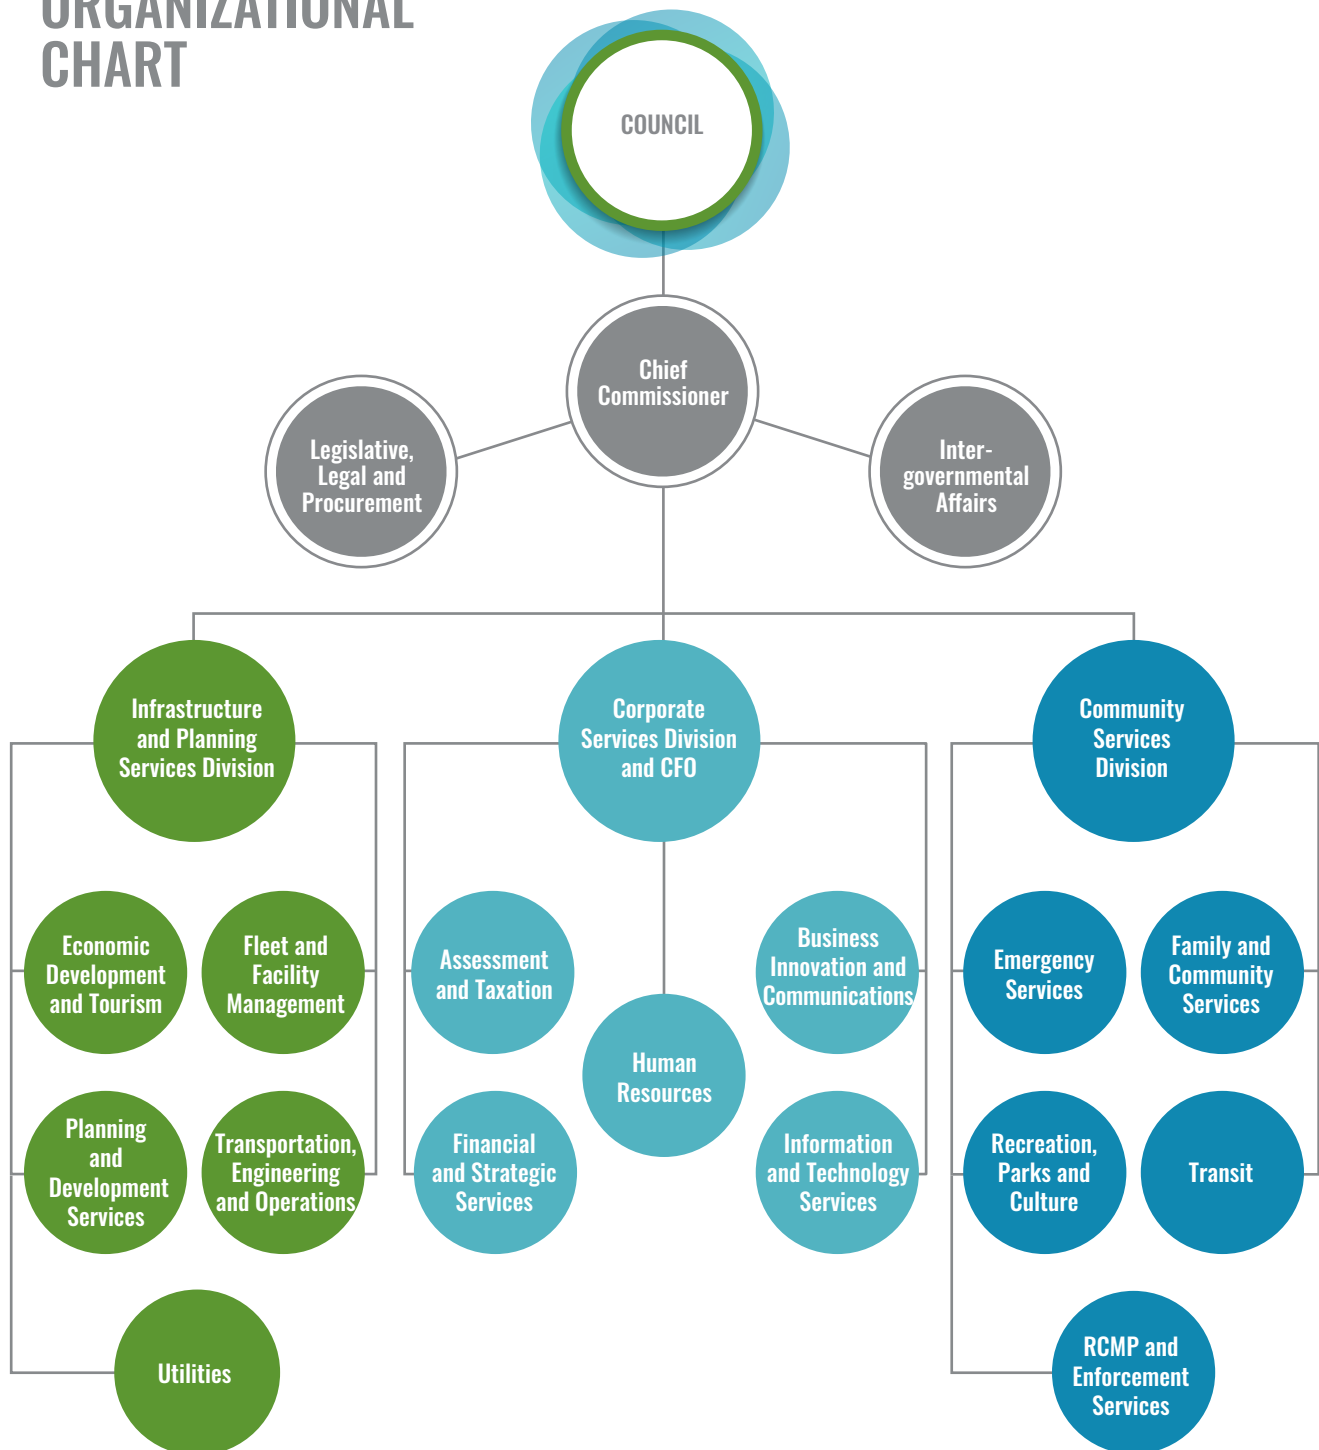 ORGANIZATIONAL
CHART
COUNCIL
Chief
Commissioner
Legislative,
Legal and
Procurement
Inter-
governmental
Affairs
Infrastructure
and Planning
Services Division
Corporate
Services Division
and CFO
Community
Services
Division
Economic
Development
and Tourism
Fleet and
Facility
Management
Assessment
and Taxation
Business
Innovation and
Communications
Emergency
Services
Family and
Community
Services
Human
Resources
Planning
and
Development
Services
Transportation,
Engineering
and Operations
Financial
and Strategic
Services
Information
and Technology
Services
Recreation,
Parks and
Culture
Transit
Utilities
RCMP and
Enforcement
Services